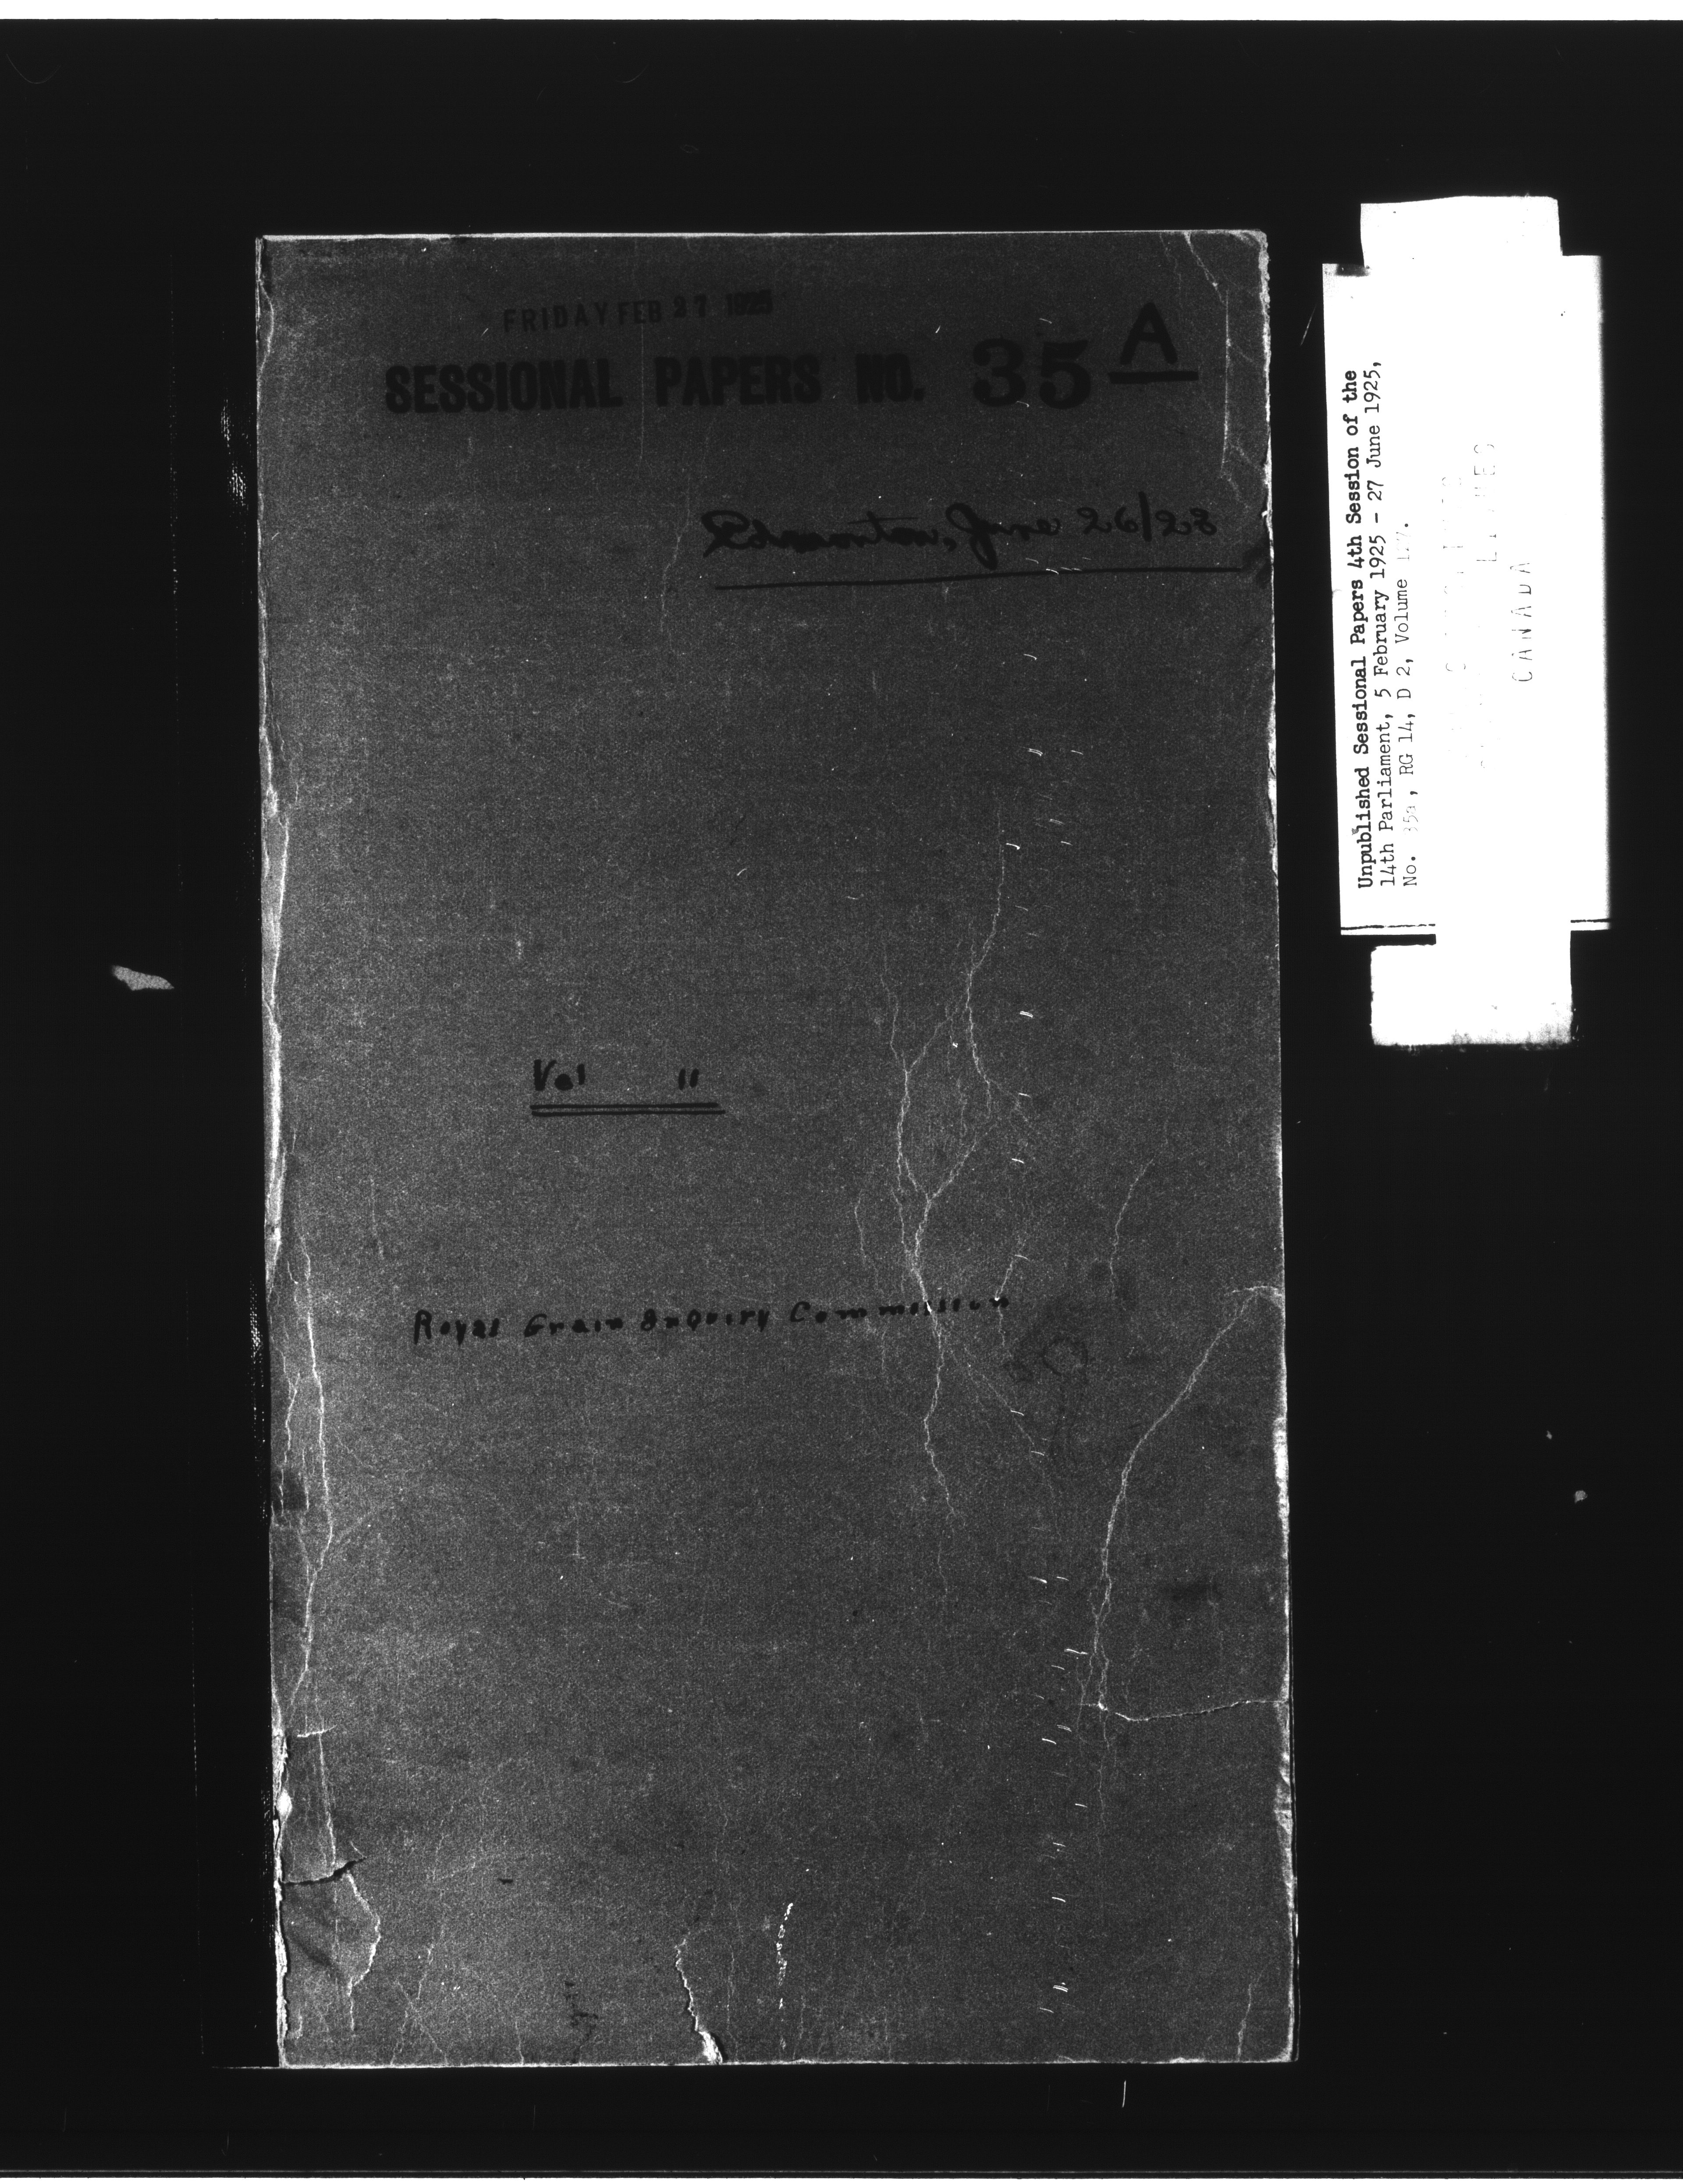 FRIDAY FEB 27 1925
SESSIONAL PAPERS NO. 35 A
Edmonton, June 26/23
Vol 11
Royal Grain Inquiry Commission
Unpublished Sessional Papers 4th Session of the
14th Parliament, 5 February 1925 - 27 June 1925,
No. 35a, RG 14, D 2, Volume
CANADA